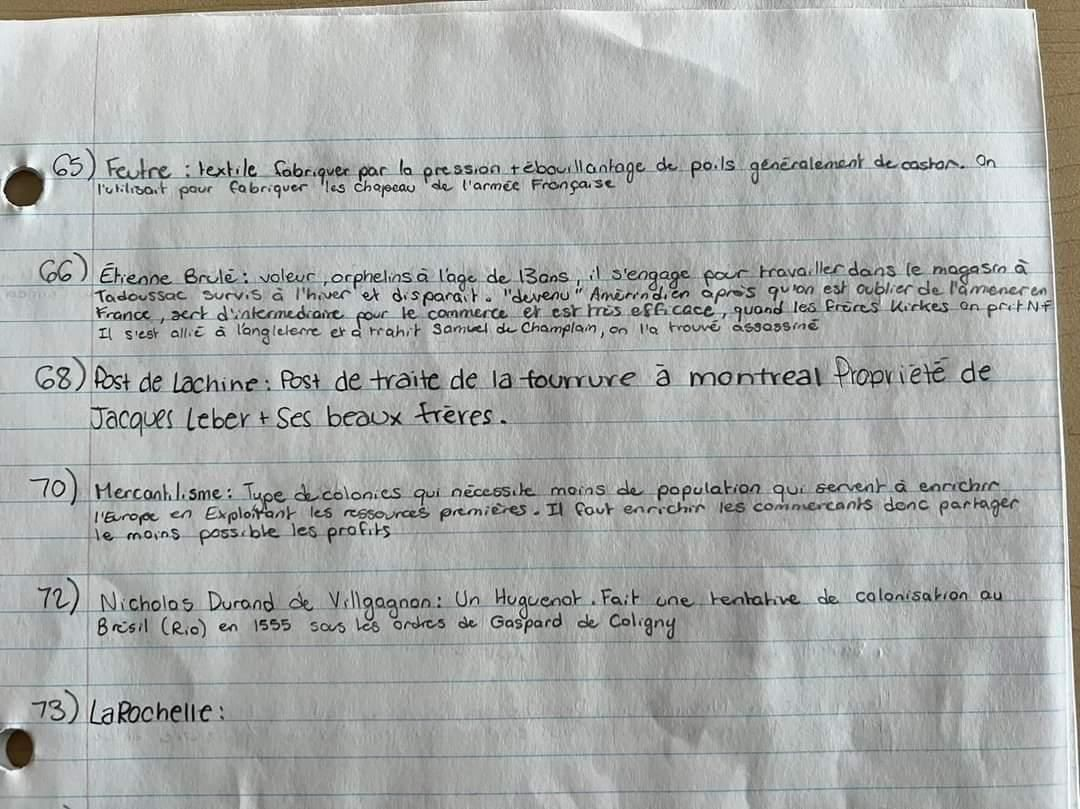 65) Feutre : textile fabriquer par la pression + ébouillantage de poils généralement de castor. On
l'utilisait pour fabriquer les chapeau de l'armée Française
66) Étienne Brulé : voleur, orphelins à l'age de 13 ans, il s'engage pour travailler dans le magasin à
Tadoussac survis à l'hiver et disparait. "devenu" Amérindien après qu'on est oublier de l'amener en
France, sert d'intermediaire pour le commerce et est très efficace, quand les frères Kirkes on prit NF
Il s'est allié à l'angleterre et a trahit Samuel de Champlain, on l'a trouvé assassiné
68) Post de Lachine : Post de traite de la fourrure à montreal Propriété de
Jacques Leber + Ses beaux frères.
70) Mercantilisme : Type de colonies qui nécessite moins de population qui servent à enrichir
l'Europe en Exploitant les ressources premières. Il faut enrichir les commercants donc partager
le moins possible les profits
72) Nicholas Durand de Villgagnon : Un Huguenot. Fait une tentative de colonisation au
Brésil (Rio) en 1555 sous les ordres de Gaspard de Coligny
73) La Rochelle :